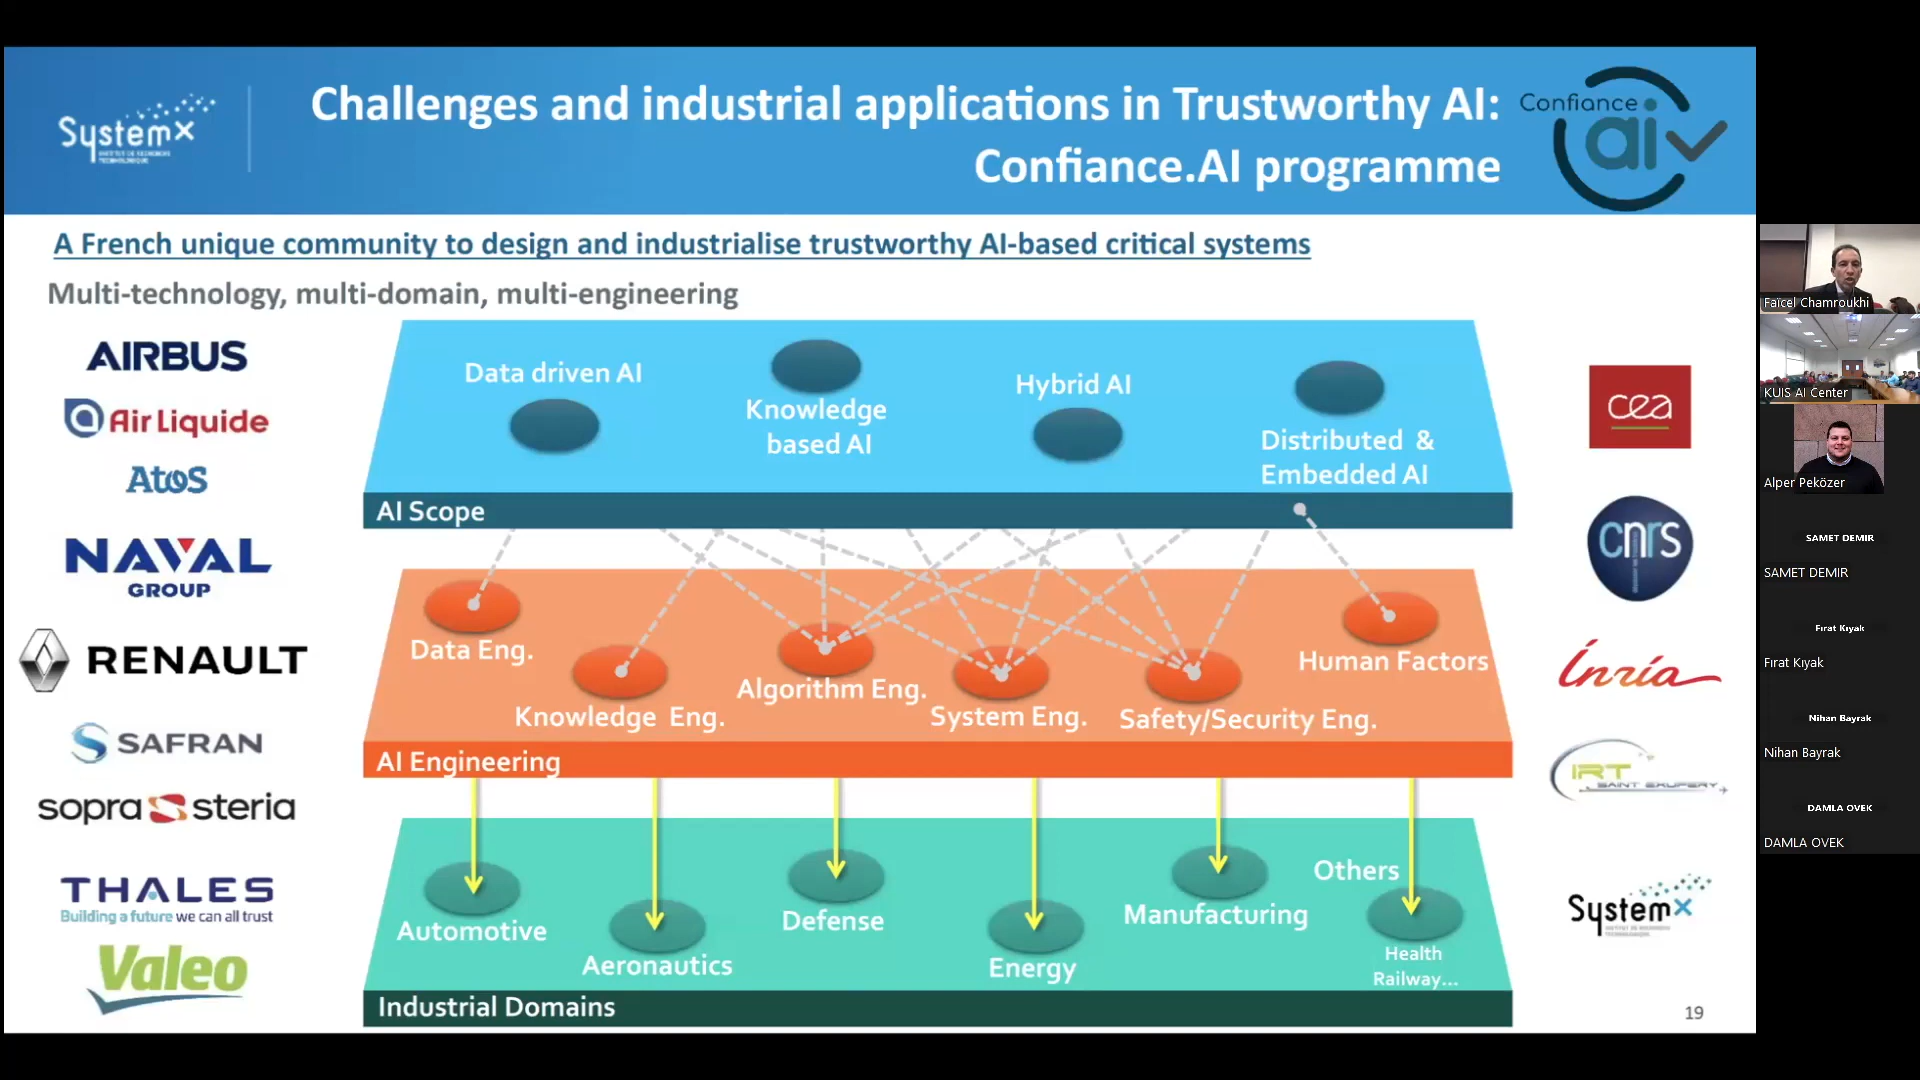 SystemX
Challenges and industrial applications in Trustworthy AI:
Confiance.AI programme
Confiance
ai
A French unique community to design and industrialise trustworthy AI-based critical systems
Multi-technology, multi-domain, multi-engineering
AIRBUS
Air Liquide
Atos
NAVAL
GROUP
RENAULT
SAFRAN
sopra steria
THALES
Building a future we can all trust
Valeo
Data driven AI
Knowledge
based AI
Hybrid AI
Distributed &
Embedded AI
AI Scope
Data Eng.
Knowledge Eng.
Algorithm Eng.
System Eng.
Safety/Security Eng.
Human Factors
AI Engineering
Automotive
Aeronautics
Defense
Energy
Manufacturing
Others
Health
Railway...
Industrial Domains
cea
cnrs
Inria
IRT
SAINT EXUPERY
SystemX
19
Faïcel Chamroukhi
KUIS AI Center
Alper Peközer
SAMET DEMIR
SAMET DEMIR
Fırat Kıyak
Fırat Kıyak
Nihan Bayrak
Nihan Bayrak
DAMLA OVEK
DAMLA OVEK